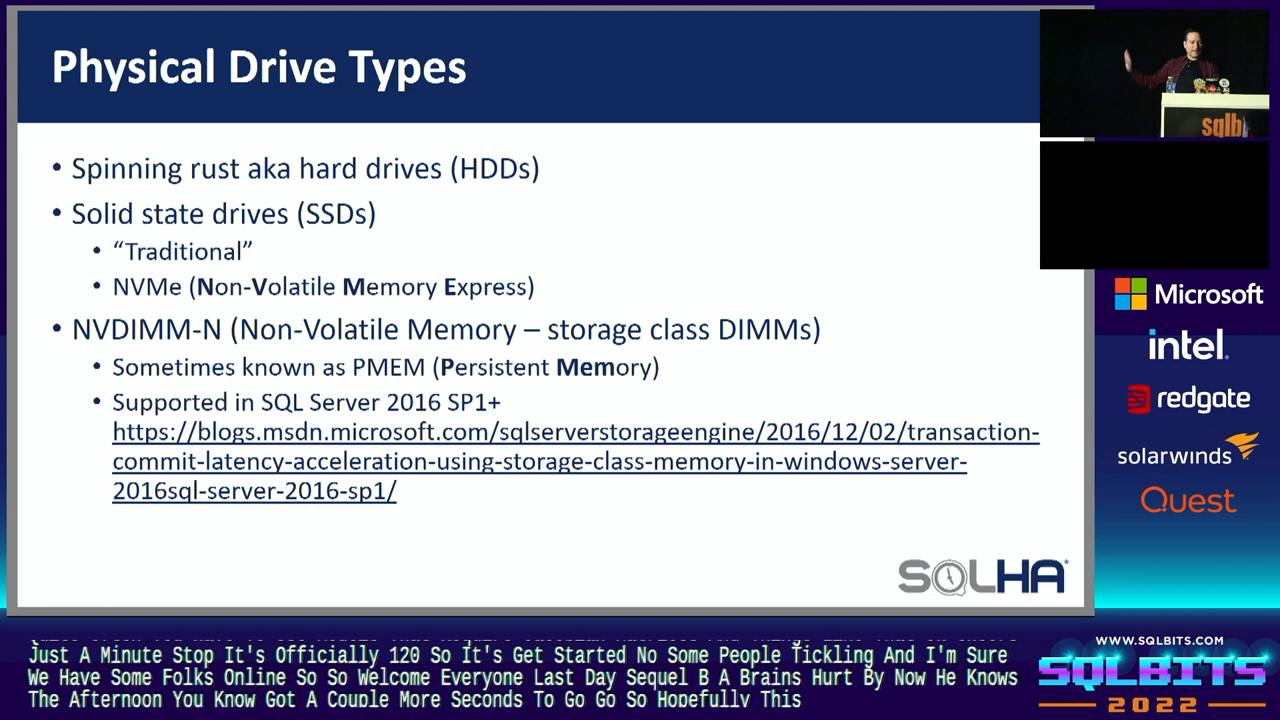 Physical Drive Types
• Spinning rust aka hard drives (HDDs)
• Solid state drives (SSDs)
• “Traditional”
• NVMe (Non-Volatile Memory Express)
• NVDIMM-N (Non-Volatile Memory – storage class DIMMs)
• Sometimes known as PMEM (Persistent Memory)
• Supported in SQL Server 2016 SP1+
https://blogs.msdn.microsoft.com/sqlserverstorageengine/2016/12/02/transaction-
commit-latency-acceleration-using-storage-class-memory-in-windows-server-
2016sql-server-2016-sp1/
SQLHA®
sqlb
Microsoft
intel.
redgate
solarwinds
Quest
Just A Minute Stop It's Officially 120 So It's Get Started No Some People Tickling And I'm Sure
We Have Some Folks Online So So Welcome Everyone Last Day Sequel B A Brains Hurt By Now He Knows
The Afternoon You Know Got A Couple More Seconds To Go Go So Hopefully This
WWW.SQLBITS.COM
SQLBITS
2022